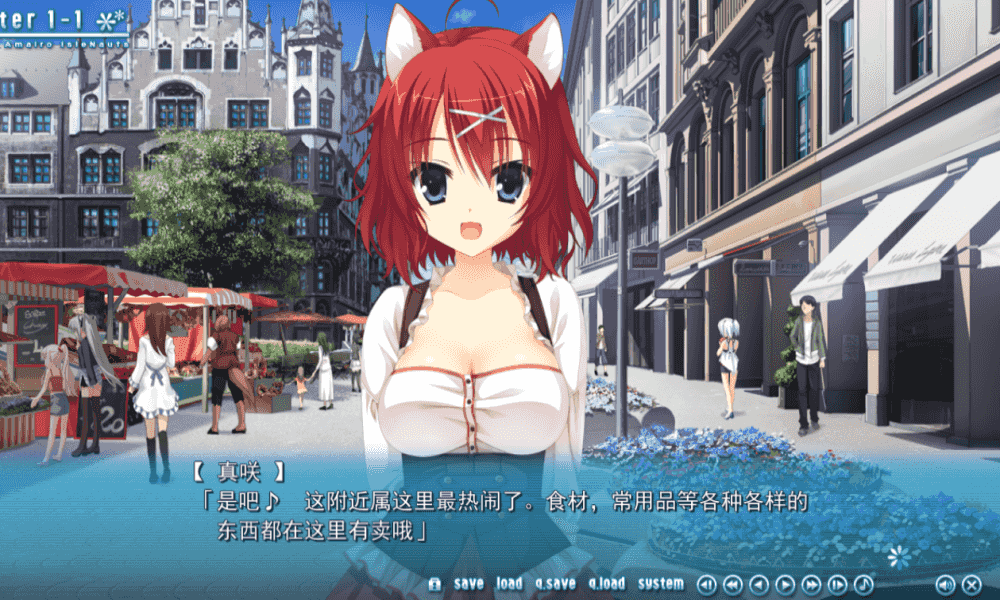 ter 1-1
Amairo IsleNauts
【 真咲 】
「是吧♪ 这附近属这里最热闹了。食材，常用品等各种各样的
东西都在这里有卖哦」
save load q.save q.load system